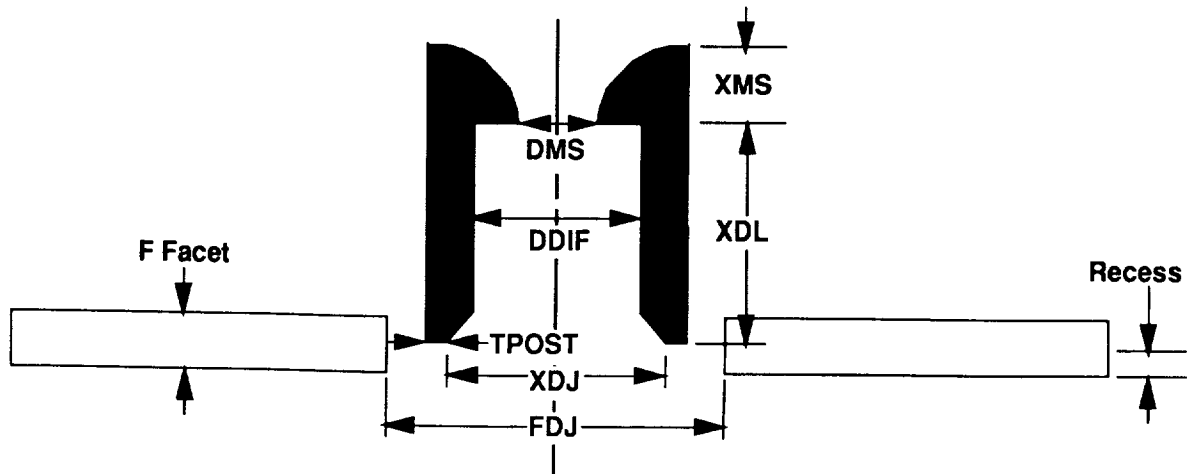 XMS
DMS
DDIF
XDL
F Facet
Recess
TPOST
XDJ
FDJ